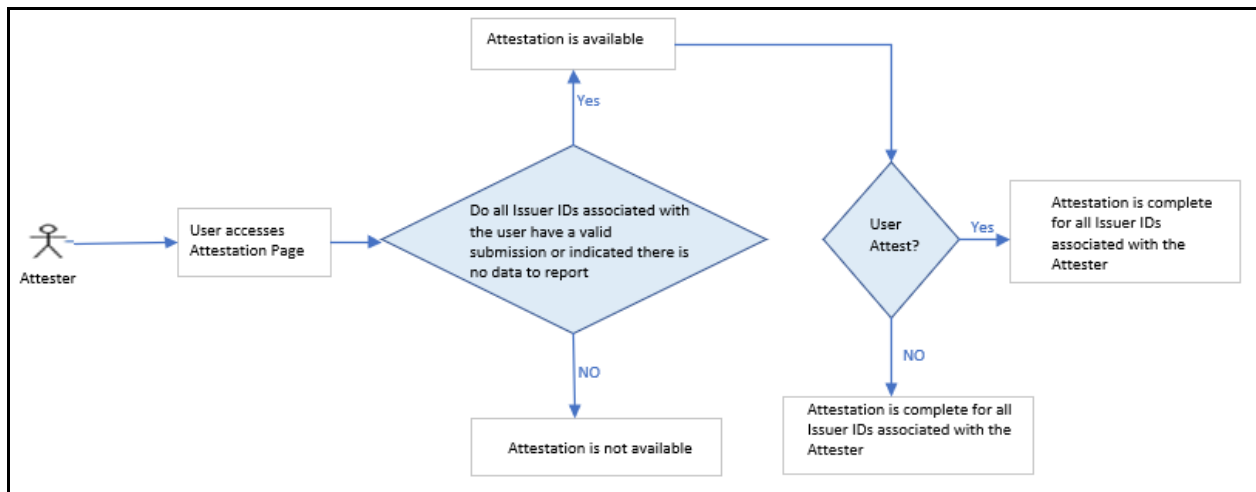 Attestation is available
Yes
Do all Issuer IDs associated with
the user have a valid
submission or indicated there is
no data to report
User accesses
Attestation Page
Attester
User
Attest?
Yes
Attestation is complete
for all Issuer IDs
associated with the
Attester
NO
Attestation is not available
NO
Attestation is complete for all
Issuer IDs associated with the
Attester